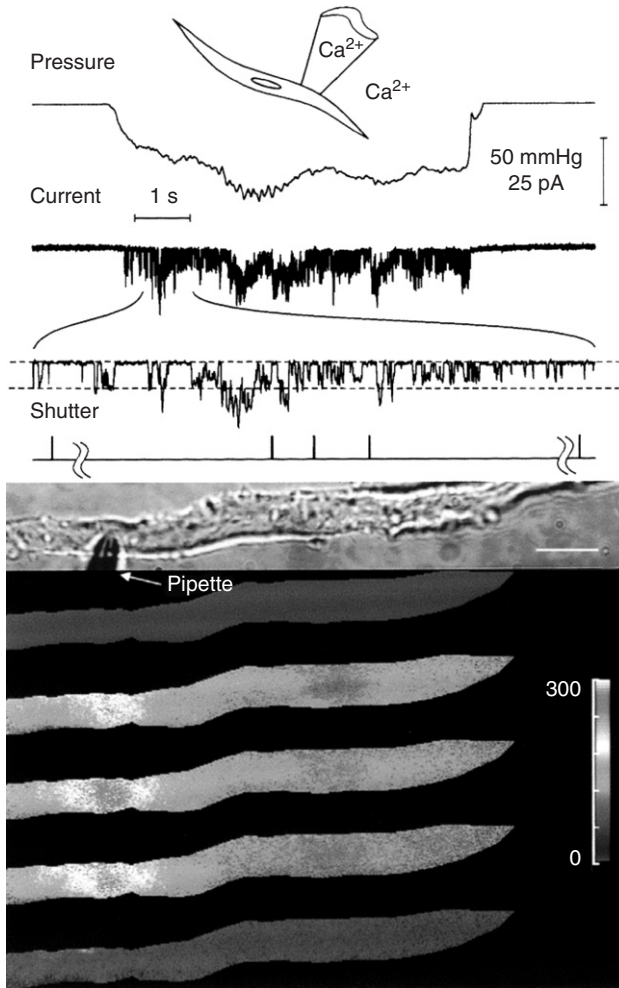 Ca²⁺
Pressure
Ca²⁺
50 mmHg
25 pA
Current
1 s
Shutter
Pipette
300
0